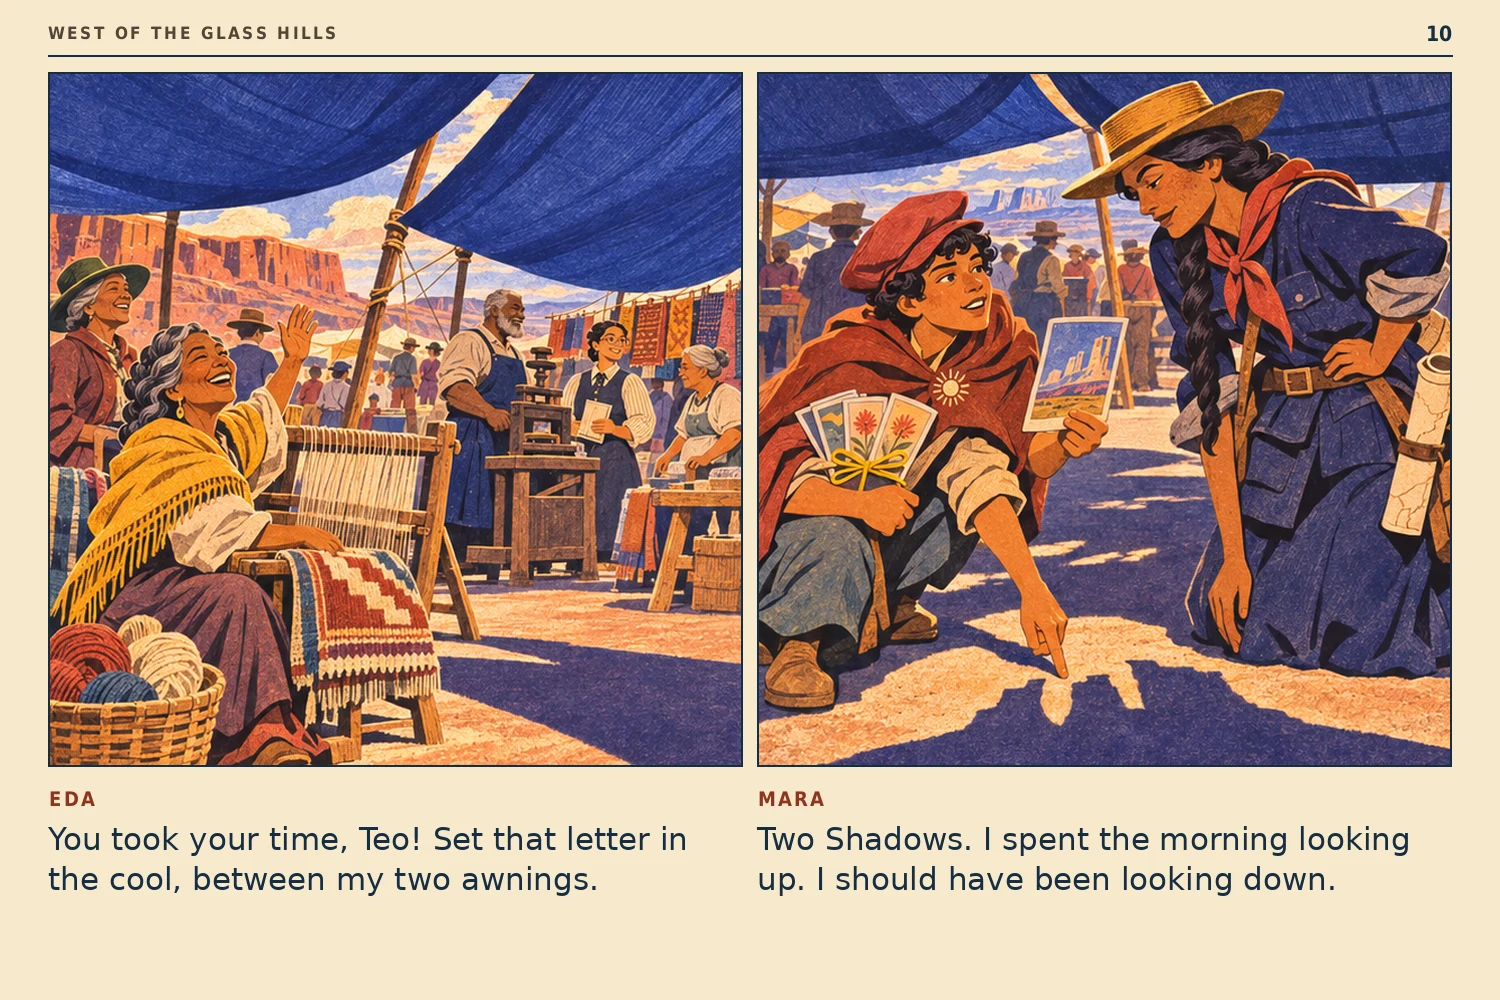 WEST OF THE GLASS HILLS
10
EDA
You took your time, Teo! Set that letter in
the cool, between my two awnings.
MARA
Two Shadows. I spent the morning looking
up. I should have been looking down.